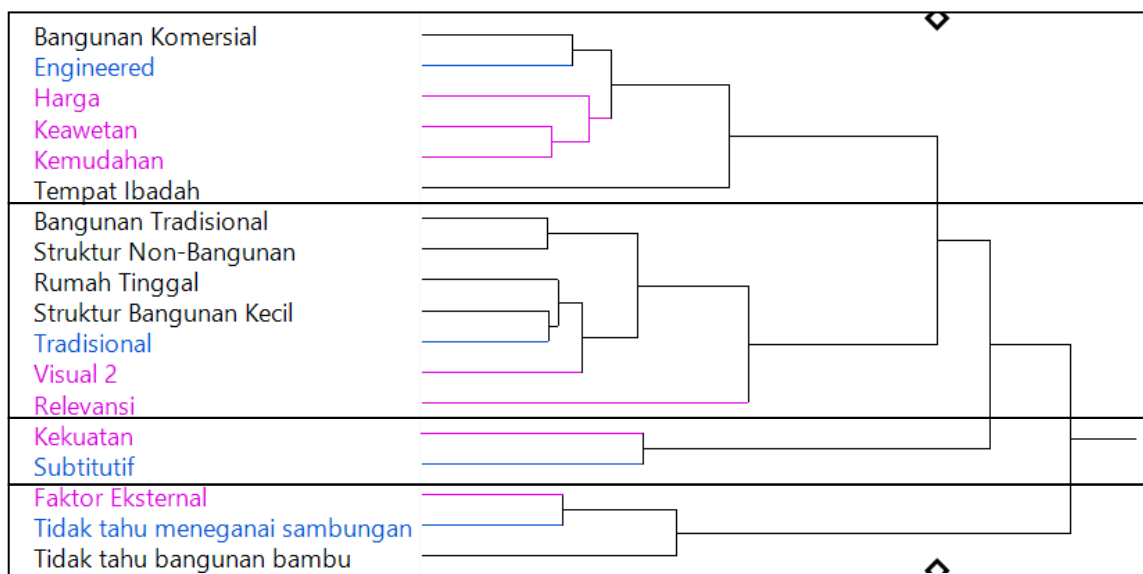 Bangunan Komersial
Engineered
Harga
Keawetan
Kemudahan
Tempat Ibadah
Bangunan Tradisional
Struktur Non-Bangunan
Rumah Tinggal
Struktur Bangunan Kecil
Tradisional
Visual 2
Relevansi
Kekuatan
Subtitutif
Faktor Eksternal
Tidak tahu meneganai sambungan
Tidak tahu bangunan bambu